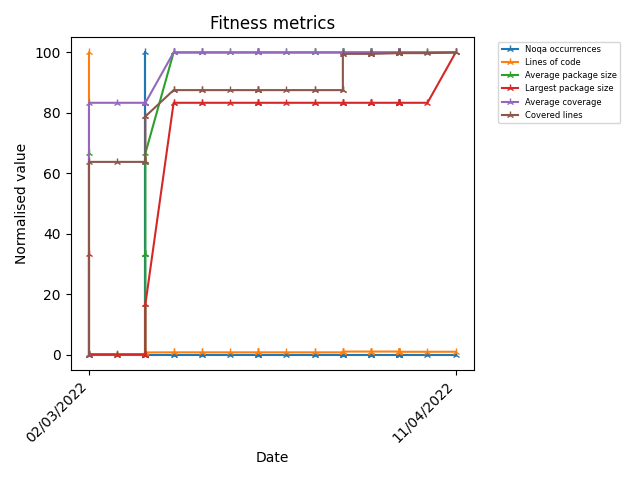 Fitness metrics
Normalised value
100
80
60
40
20
0
02/03/2022
11/04/2022
Date
Noqa occurrences
Lines of code
Average package size
Largest package size
Average coverage
Covered lines